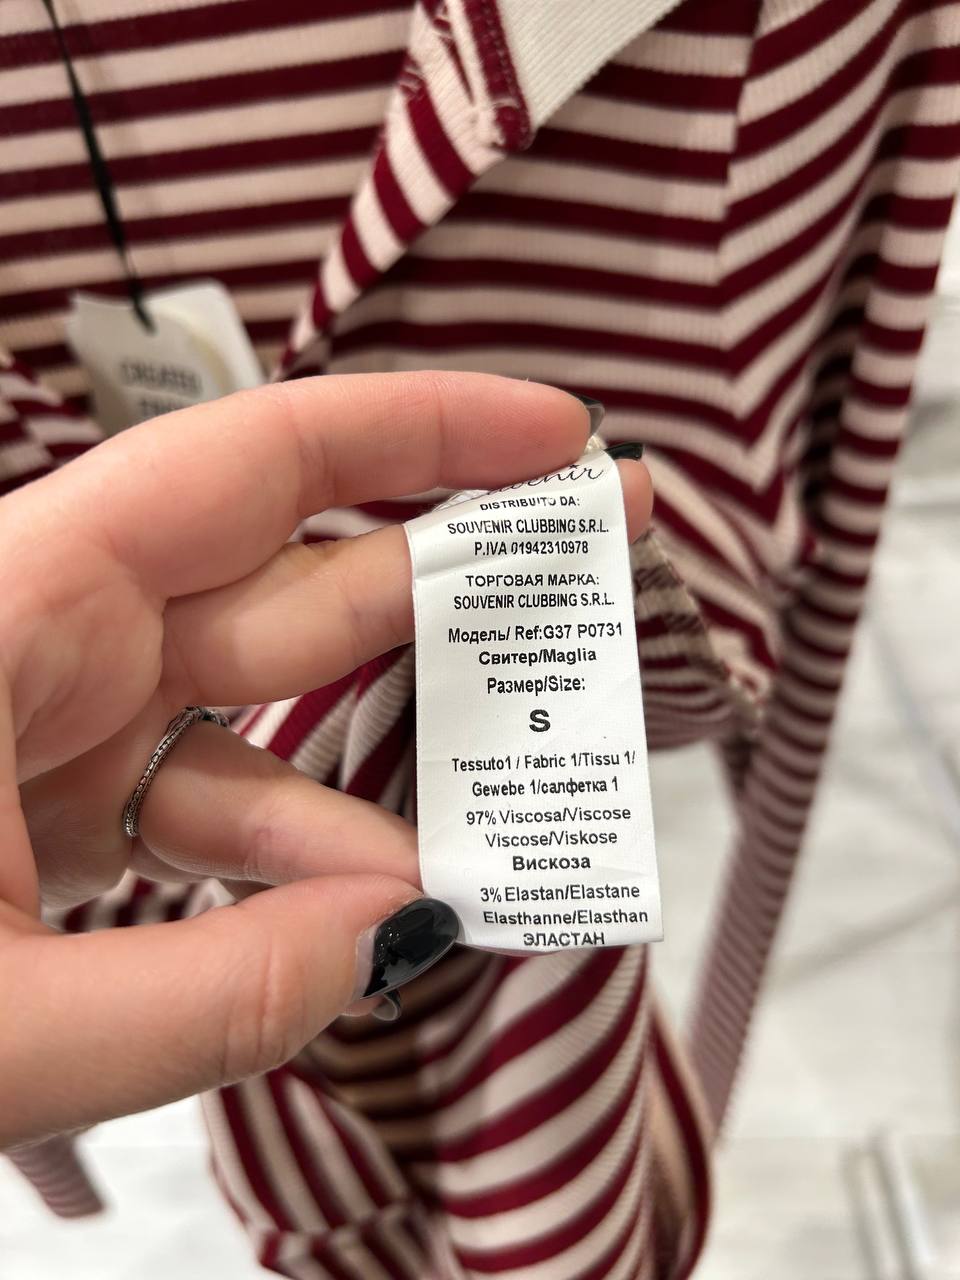 CREATED
DISTRIBUITO DA:
SOUVENIR CLUBBING S.R.L.
P.IVA 01942310978
ТОРГОВАЯ МАРКА:
SOUVENIR CLUBBING S.R.L.
Модель/ Ref:G37 P0731
Свитер/Maglia
Размер/Size:
S
Tessuto1 / Fabric 1/Tissu 1/
Gewebe 1/салфетка 1
97% Viscosa/Viscose
Viscose/Viskose
Вискоза
3% Elastan/Elastane
Elasthanne/Elasthan
ЭЛАСТАН